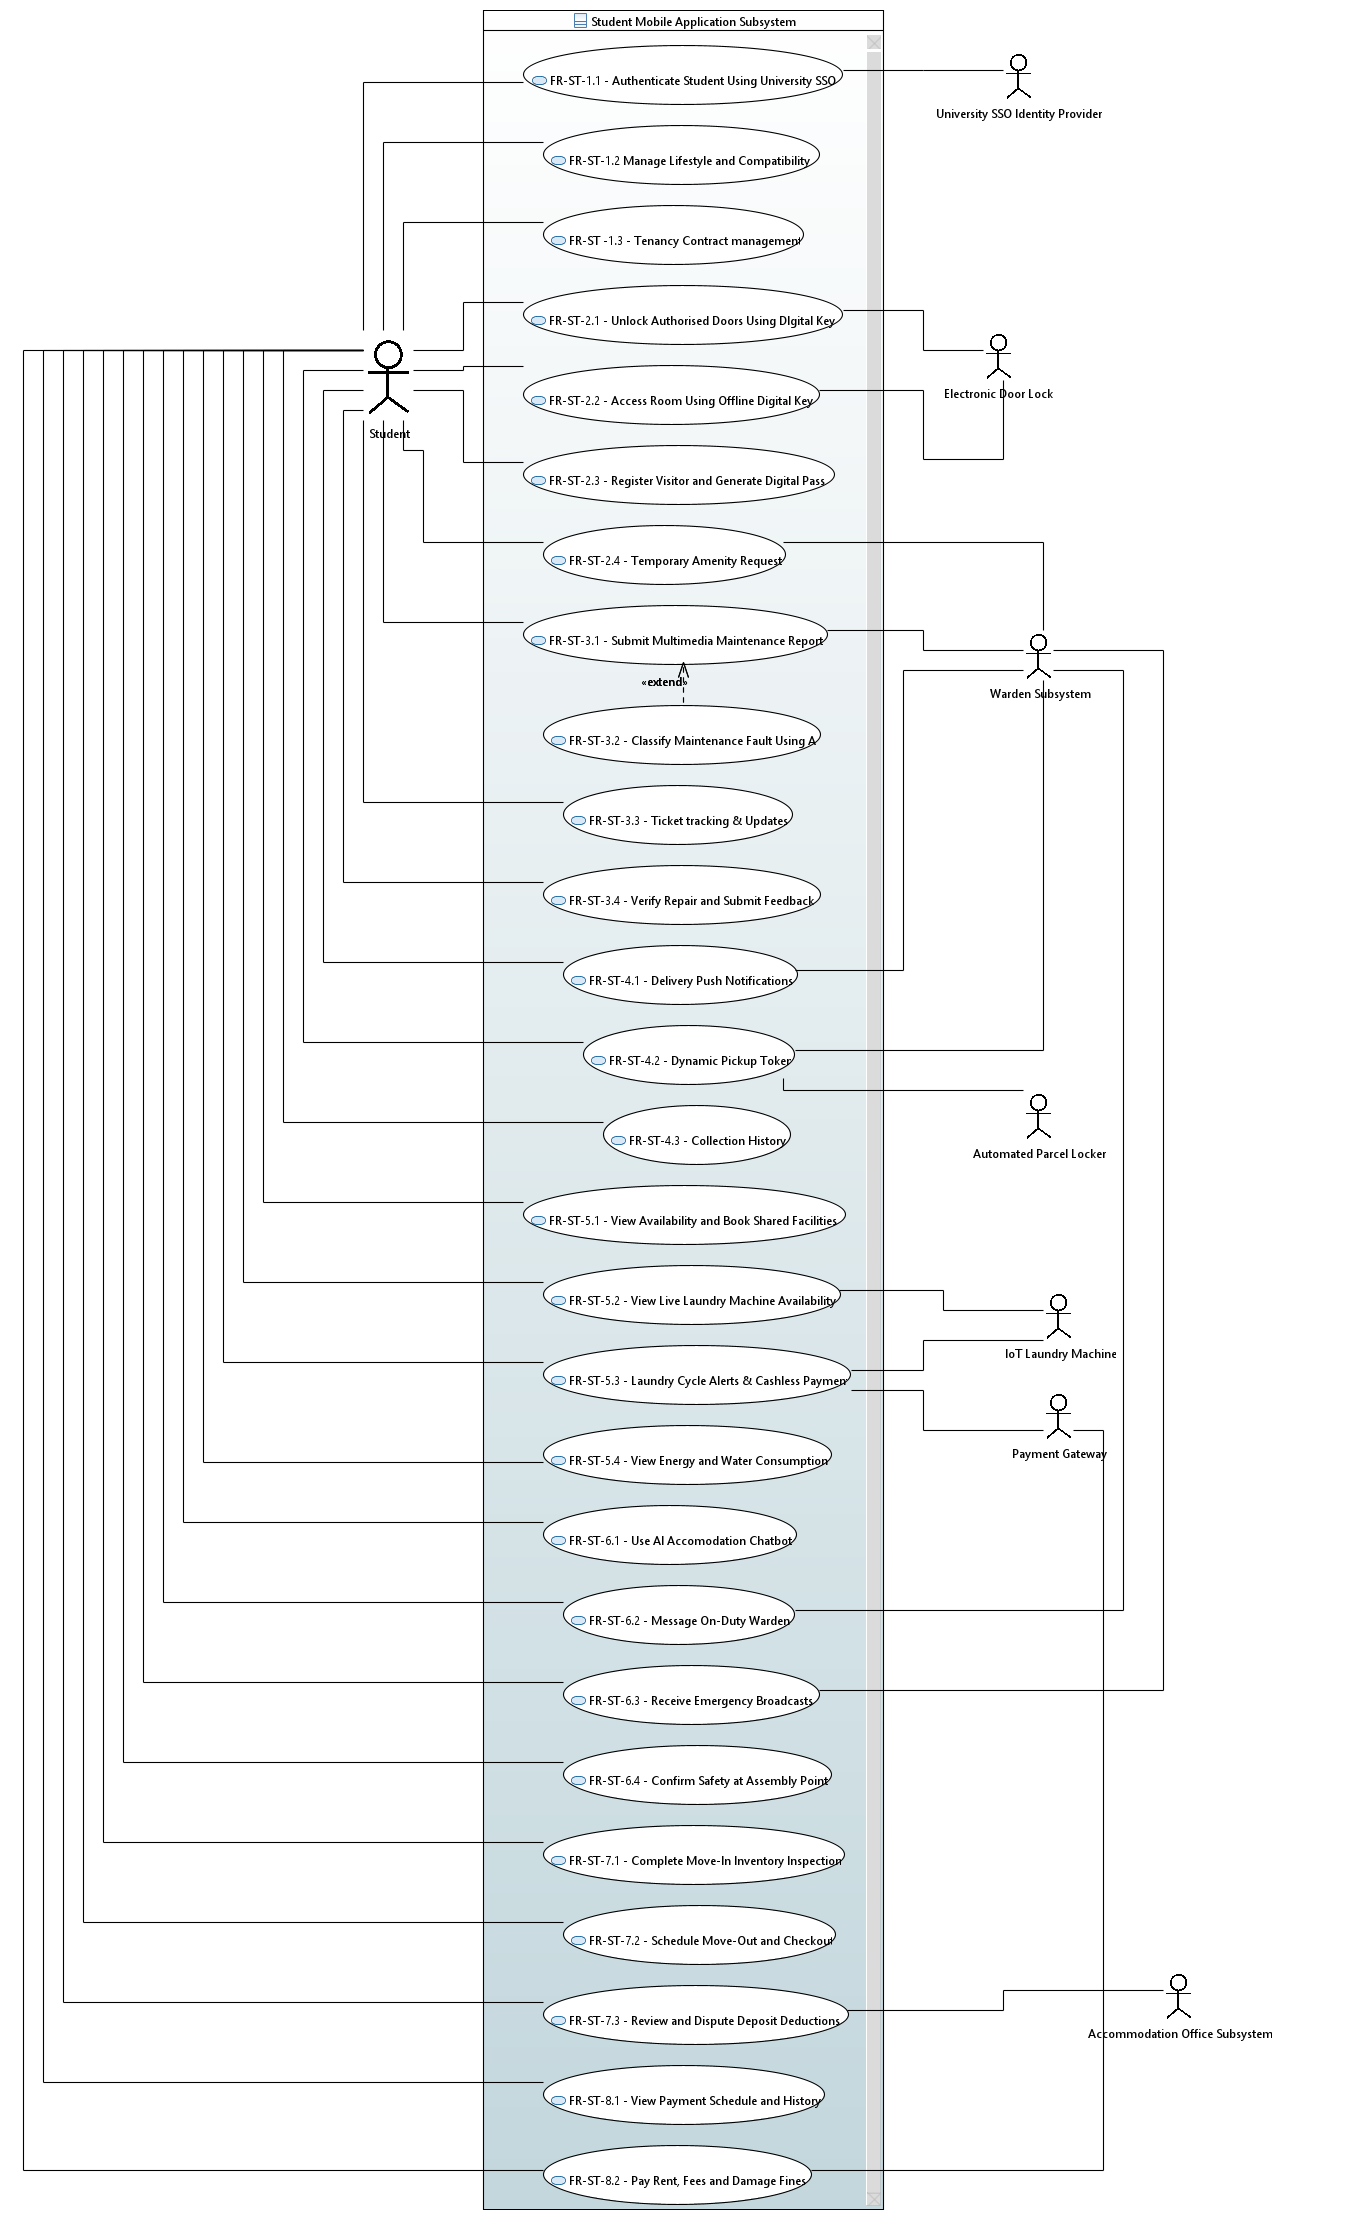 Student Mobile Application Subsystem
FR-ST-1.1 - Authenticate Student Using University SSO
University SSO Identity Provider
FR-ST-1.2 Manage Lifestyle and Compatibility
FR-ST -1.3 - Tenancy Contract management
FR-ST-2.1 - Unlock Authorised Doors Using DIgital Key
Electronic Door Lock
FR-ST-2.2 - Access Room Using Offline Digital Key
Student
FR-ST-2.3 - Register Visitor and Generate Digital Pass
FR-ST-2.4 - Temporary Amenity Request
FR-ST-3.1 - Submit Multimedia Maintenance Report
«extend»
Warden Subsystem
FR-ST-3.2 - Classify Maintenance Fault Using A
FR-ST-3.3 - Ticket tracking & Updates
FR-ST-3.4 - Verify Repair and Submit Feedback
FR-ST-4.1 - Delivery Push Notifications
FR-ST-4.2 - Dynamic Pickup Token
Automated Parcel Locker
FR-ST-4.3 - Collection History
FR-ST-5.1 - View Availability and Book Shared Facilities
FR-ST-5.2 - View Live Laundry Machine Availability
IoT Laundry Machine
FR-ST-5.3 - Laundry Cycle Alerts & Cashless Paymen
Payment Gateway
FR-ST-5.4 - View Energy and Water Consumption
FR-ST-6.1 - Use AI Accomodation Chatbot
FR-ST-6.2 - Message On-Duty Warden
FR-ST-6.3 - Receive Emergency Broadcasts
FR-ST-6.4 - Confirm Safety at Assembly Point
FR-ST-7.1 - Complete Move-In Inventory Inspection
FR-ST-7.2 - Schedule Move-Out and Checkout
FR-ST-7.3 - Review and Dispute Deposit Deductions
Accommodation Office Subsystem
FR-ST-8.1 - View Payment Schedule and History
FR-ST-8.2 - Pay Rent, Fees and Damage Fines